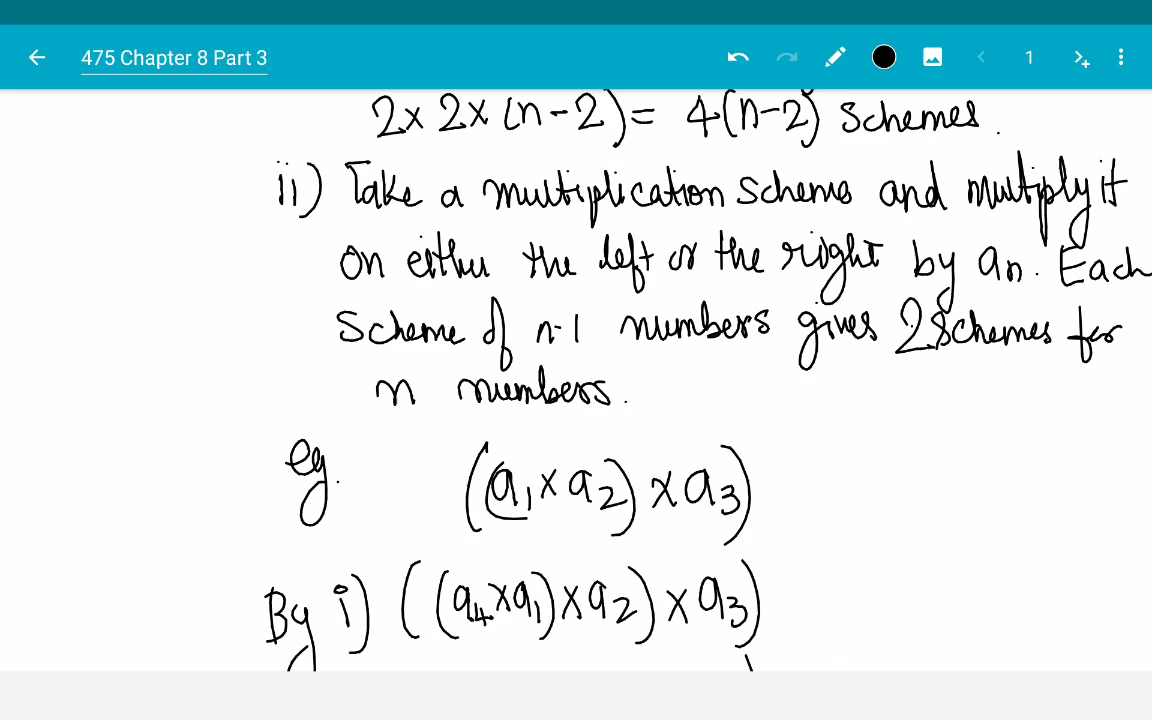 475 Chapter 8 Part 3
1
2 × 2 × (n-2) = 4(n-2) schemes.
ii) Take a multiplication scheme and multiply it
on either the left or the right by an. Each
scheme of n-1 numbers gives 2 schemes for
n numbers.
eg. ((a1 × a2) × a3)
By i) (((a4 × a1) × a2) × a3)